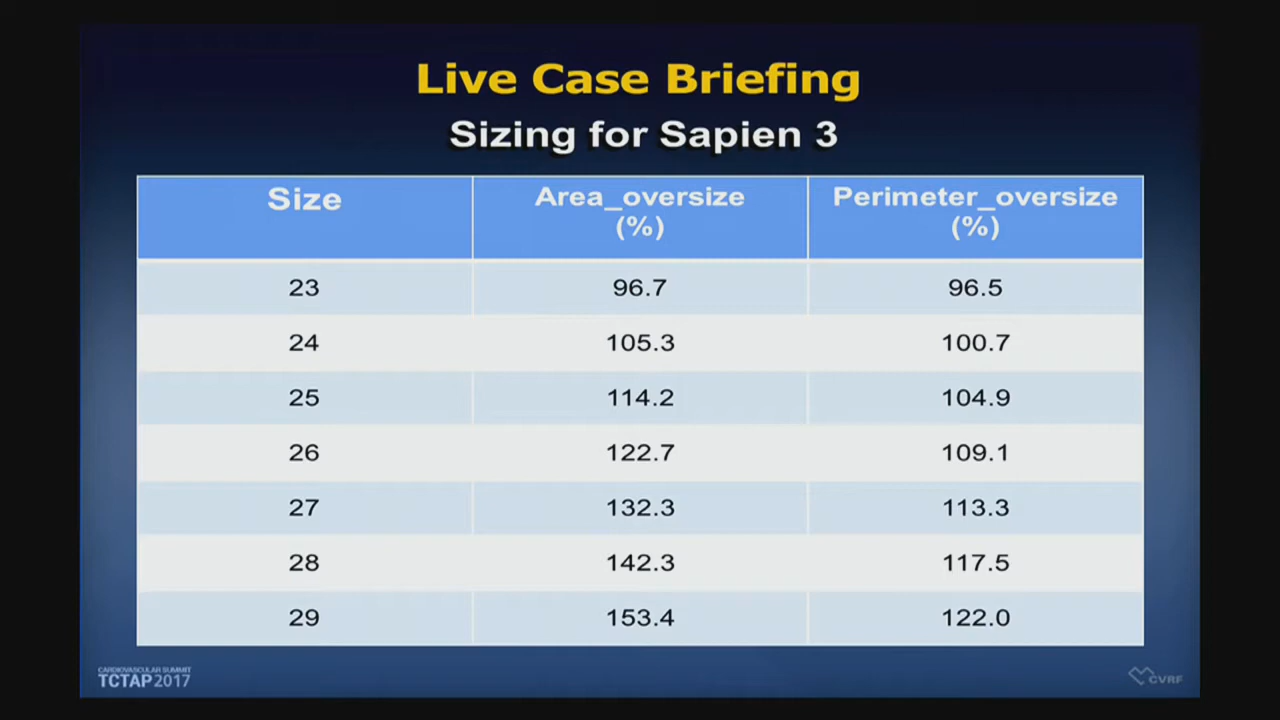 Live Case Briefing
Sizing for Sapien 3
Size Area_oversize (%) Perimeter_oversize (%)
23 96.7 96.5
24 105.3 100.7
25 114.2 104.9
26 122.7 109.1
27 132.3 113.3
28 142.3 117.5
29 153.4 122.0
CARDIOVASCULAR SUMMIT
TCTAP2017
CVRF